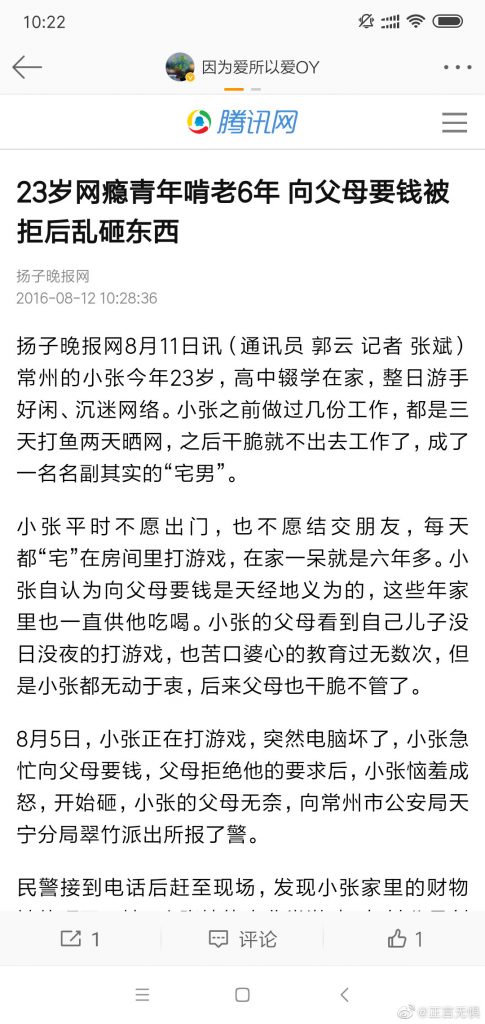 10:22
因为爱所以爱OY
腾讯网
23岁网瘾青年啃老6年 向父母要钱被
拒后乱砸东西
扬子晚报网
2016-08-12 10:28:36
扬子晚报网8月11日讯（通讯员 郭云 记者 张斌）
常州的小张今年23岁，高中辍学在家，整日游手
好闲、沉迷网络。小张之前做过几份工作，都是三
天打鱼两天晒网，之后干脆就不出去工作了，成了
一名名副其实的“宅男”。
小张平时不愿出门，也不愿结交朋友，每天
都“宅”在房间里打游戏，在家一呆就是六年多。小
张自认为向父母要钱是天经地义为的，这些年家
里也一直供他吃喝。小张的父母看到自己儿子没
日没夜的打游戏，也苦口婆心的教育过无数次，但
是小张都无动于衷，后来父母也干脆不管了。
8月5日，小张正在打游戏，突然电脑坏了，小张急
忙向父母要钱，父母拒绝他的要求后，小张恼羞成
怒，开始砸，小张的父母无奈，向常州市公安局天
宁分局翠竹派出所报了警。
民警接到电话后赶至现场，发现小张家里的财物
1
评论
1
@正言无惧